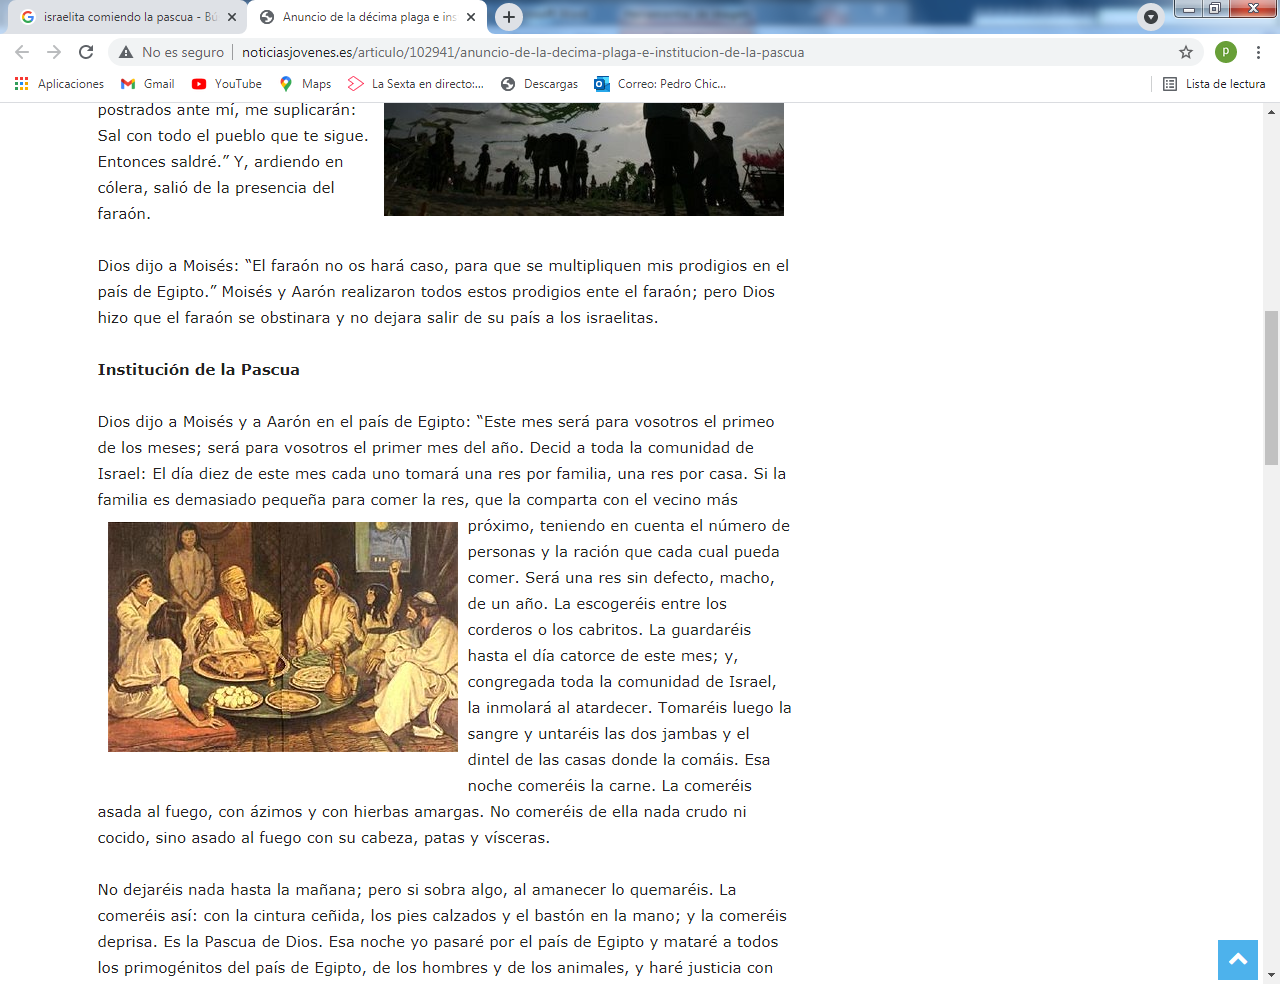 israelita comiendo la pascua - Bú
Anuncio de la décima plaga e ins
No es seguro
noticiasjovenes.es/articulo/102941/anuncio-de-la-decima-plaga-e-institucion-de-la-pascua
P
Aplicaciones
Gmail
YouTube
Maps
La Sexta en directo:...
Descargas
Correo: Pedro Chic...
Lista de lectura
postrados ante mí, me suplicarán:
Sal con todo el pueblo que te sigue.
Entonces saldré.” Y, ardiendo en
cólera, salió de la presencia del
faraón.
Dios dijo a Moisés: “El faraón no os hará caso, para que se multipliquen mis prodigios en el
país de Egipto.” Moisés y Aarón realizaron todos estos prodigios ente el faraón; pero Dios
hizo que el faraón se obstinara y no dejara salir de su país a los israelitas.
Institución de la Pascua
Dios dijo a Moisés y a Aarón en el país de Egipto: “Este mes será para vosotros el primeo
de los meses; será para vosotros el primer mes del año. Decid a toda la comunidad de
Israel: El día diez de este mes cada uno tomará una res por familia, una res por casa. Si la
familia es demasiado pequeña para comer la res, que la comparta con el vecino más
próximo, teniendo en cuenta el número de
personas y la ración que cada cual pueda
comer. Será una res sin defecto, macho,
de un año. La escogeréis entre los
corderos o los cabritos. La guardaréis
hasta el día catorce de este mes; y,
congregada toda la comunidad de Israel,
la inmolará al atardecer. Tomaréis luego la
sangre y untaréis las dos jambas y el
dintel de las casas donde la comáis. Esa
noche comeréis la carne. La comeréis
asada al fuego, con ázimos y con hierbas amargas. No comeréis de ella nada crudo ni
cocido, sino asado al fuego con su cabeza, patas y vísceras.
No dejaréis nada hasta la mañana; pero si sobra algo, al amanecer lo quemaréis. La
comeréis así: con la cintura ceñida, los pies calzados y el bastón en la mano; y la comeréis
deprisa. Es la Pascua de Dios. Esa noche yo pasaré por el país de Egipto y mataré a todos
los primogénitos del país de Egipto, de los hombres y de los animales, y haré justicia con